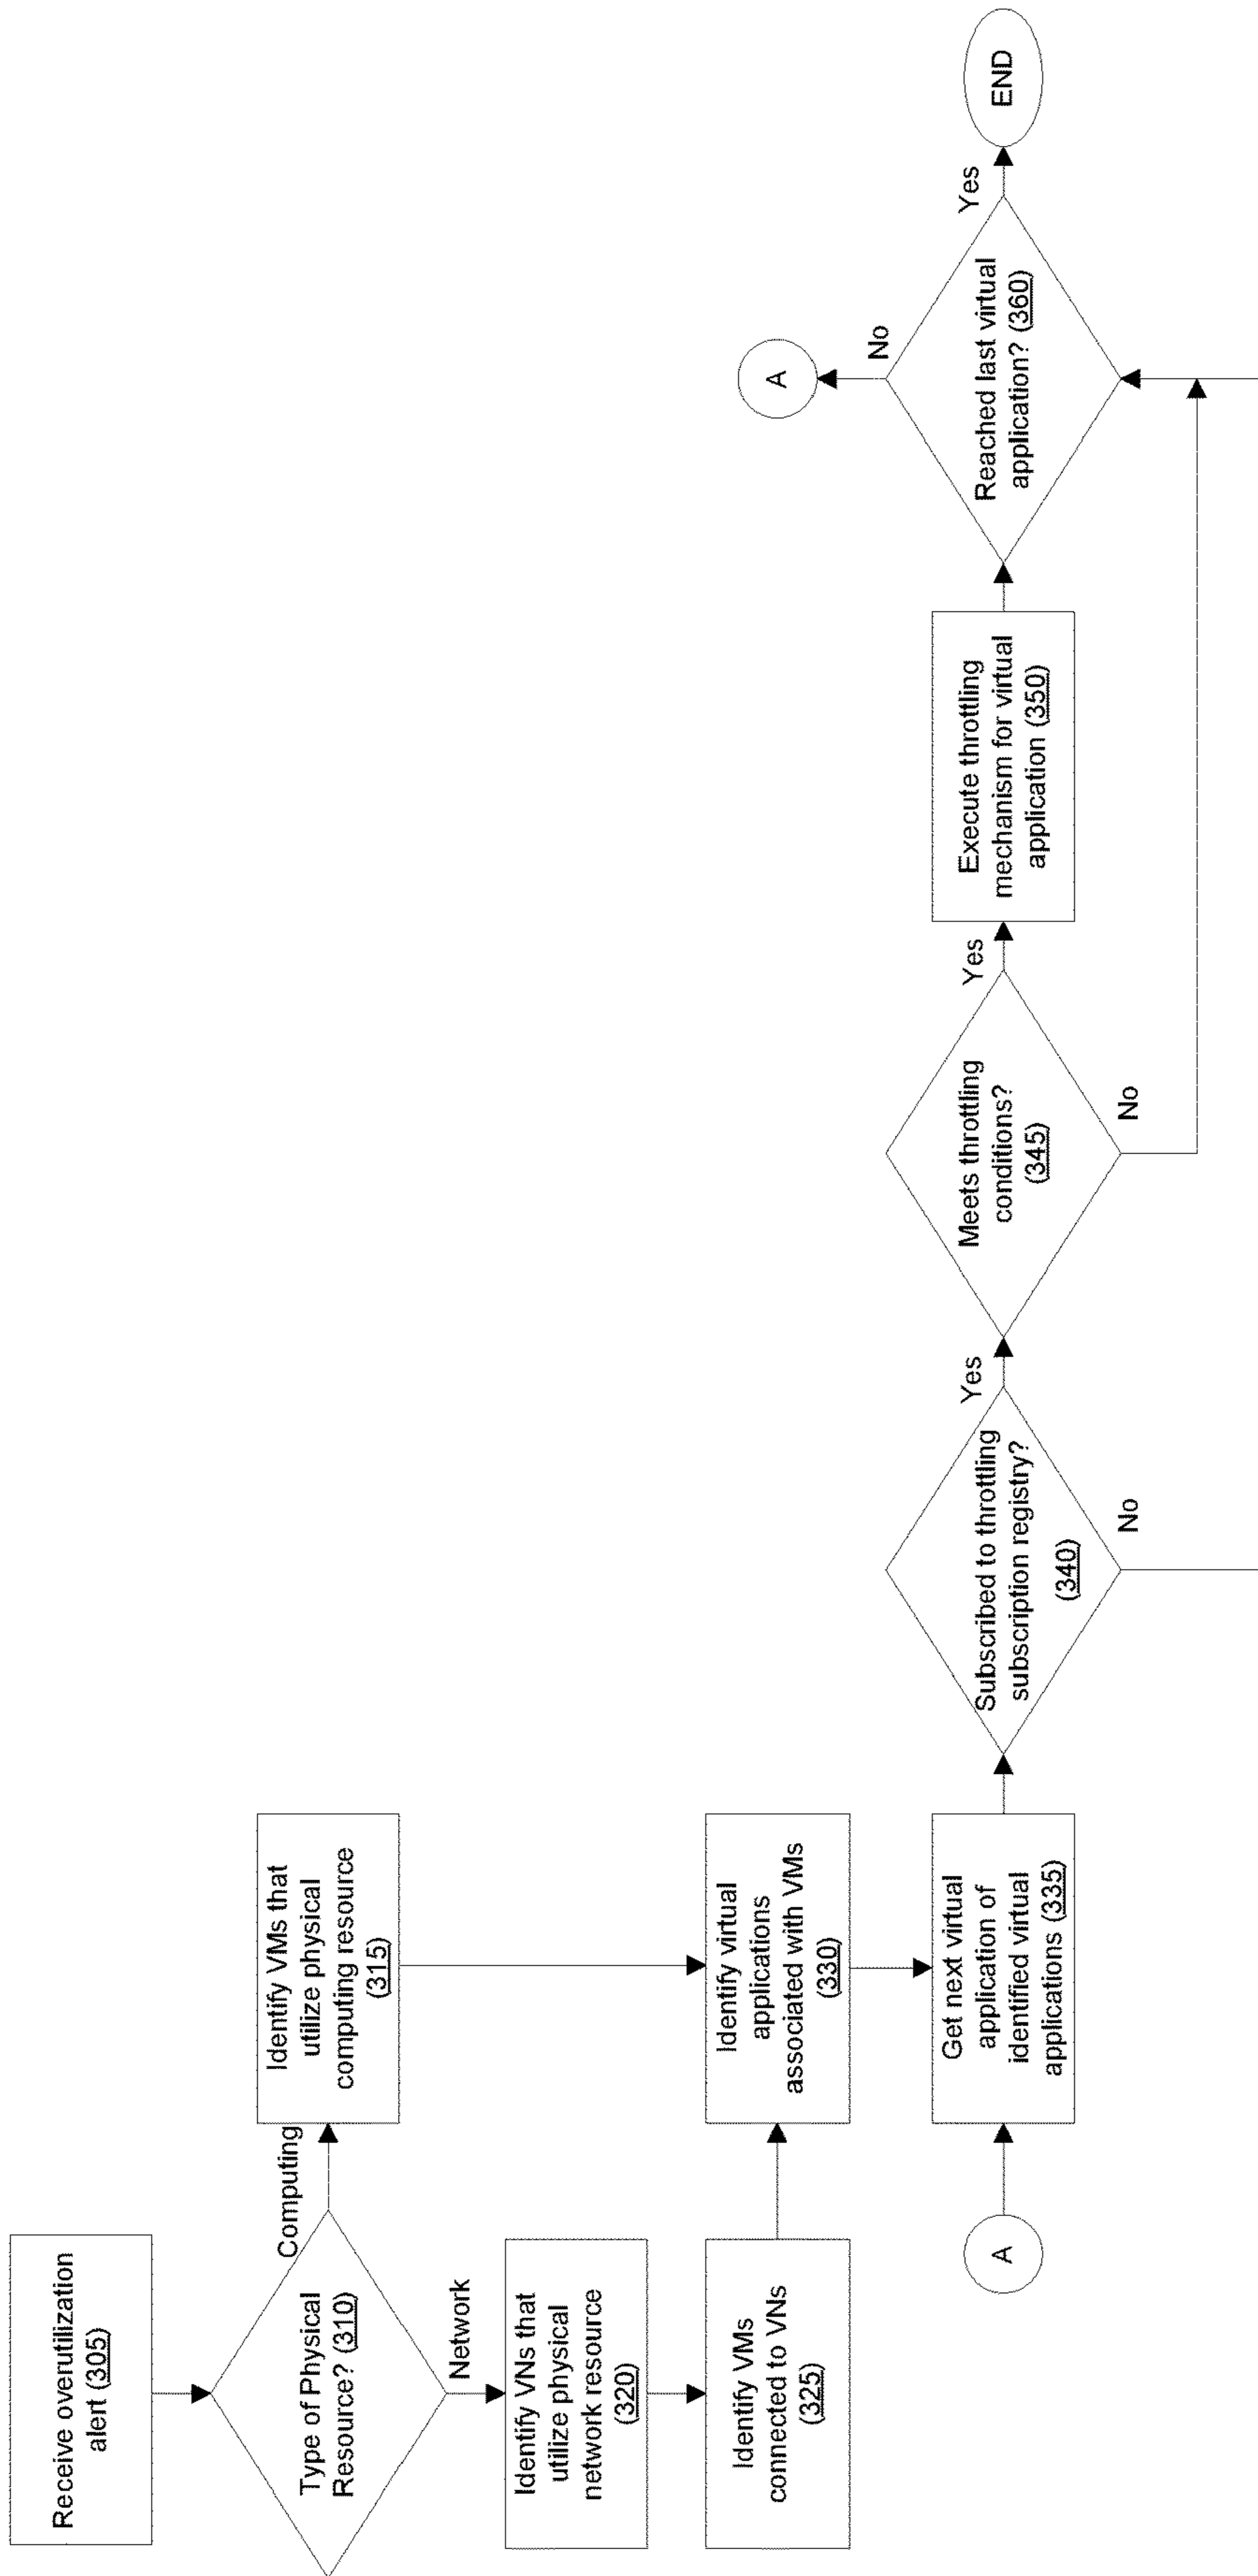 Receive overutilization
alert (305)
Type of Physical
Resource? (310)
Computing
Identify VMs that
utilize physical
computing resource
(315)
Network
Identify VNs that
utilize physical
network resource
(320)
Identify VMs
connected to VNs
(325)
Identify virtual
applications
associated with VMs
(330)
A
Get next virtual
application of
identified virtual
applications (335)
Subscribed to throttling
subscription registry?
(340)
Yes
No
Meets throttling
conditions?
(345)
Yes
No
Execute throttling
mechanism for virtual
application (350)
Reached last virtual
application? (360)
No
A
Yes
END